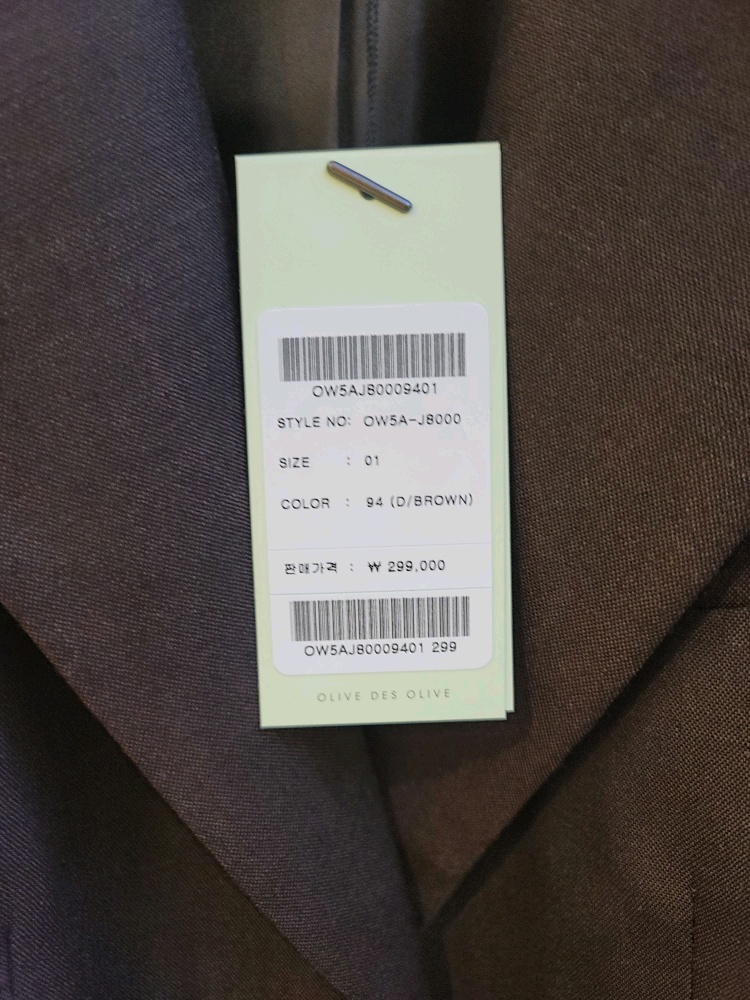 OW5AJ80009401
STYLE NO: OW5A-J8000
SIZE : 01
COLOR : 94 (D/BROWN)
판매가격 : ₩ 299,000
OW5AJ80009401 299
OLIVE DES OLIVE